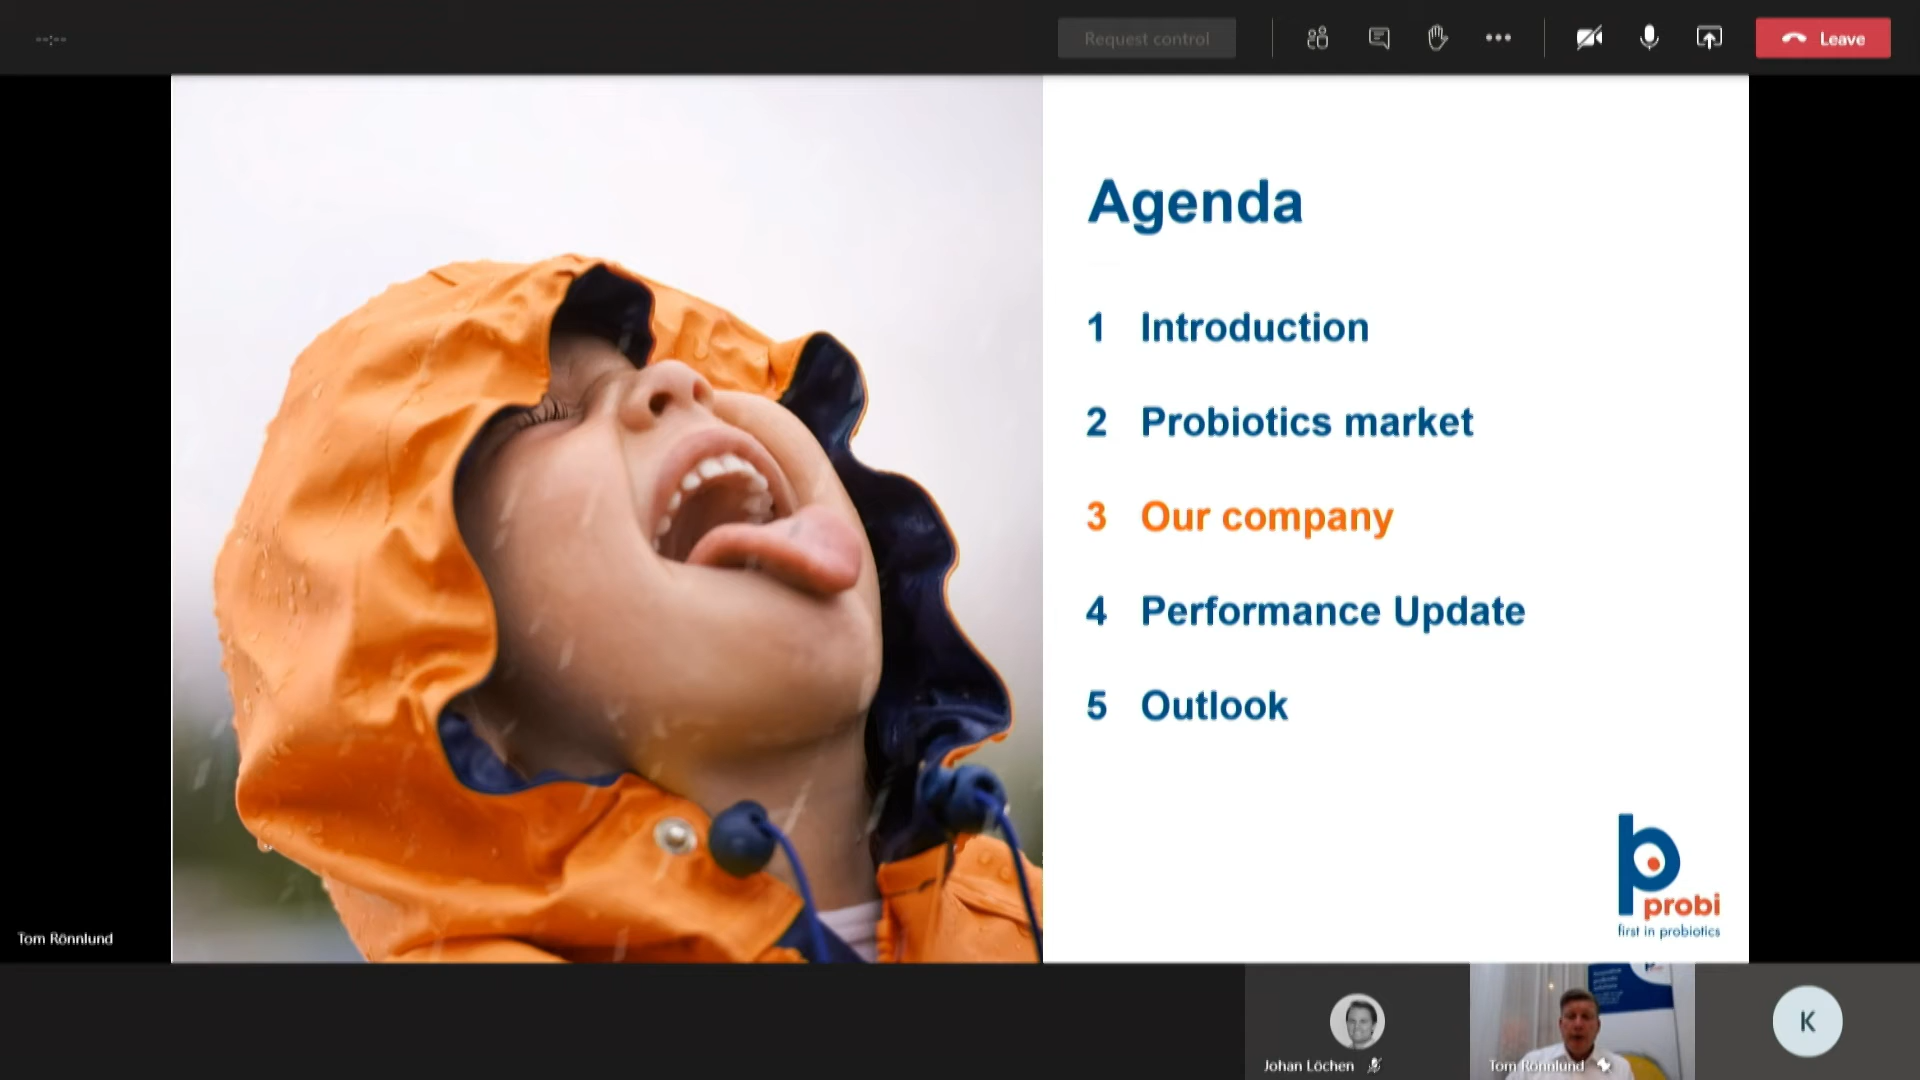 --:--
Request control
Leave
Agenda
1 Introduction
2 Probiotics market
3 Our company
4 Performance Update
5 Outlook
probi
first in probiotics
Tom Rönnlund
Johan Löchen
Tom Rönnlund
K